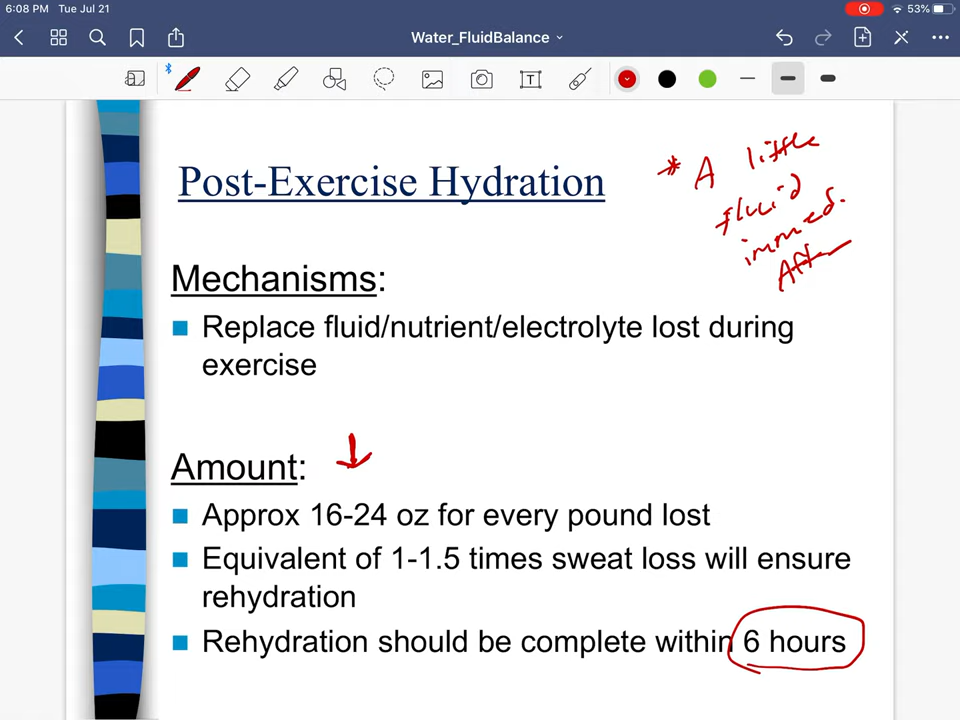 6:08 PM Tue Jul 21
53%
Water_FluidBalance
T
Post-Exercise Hydration
* A little
fluid
immed.
After
Mechanisms:
Replace fluid/nutrient/electrolyte lost during
exercise
Amount:
Approx 16-24 oz for every pound lost
Equivalent of 1-1.5 times sweat loss will ensure
rehydration
Rehydration should be complete within 6 hours